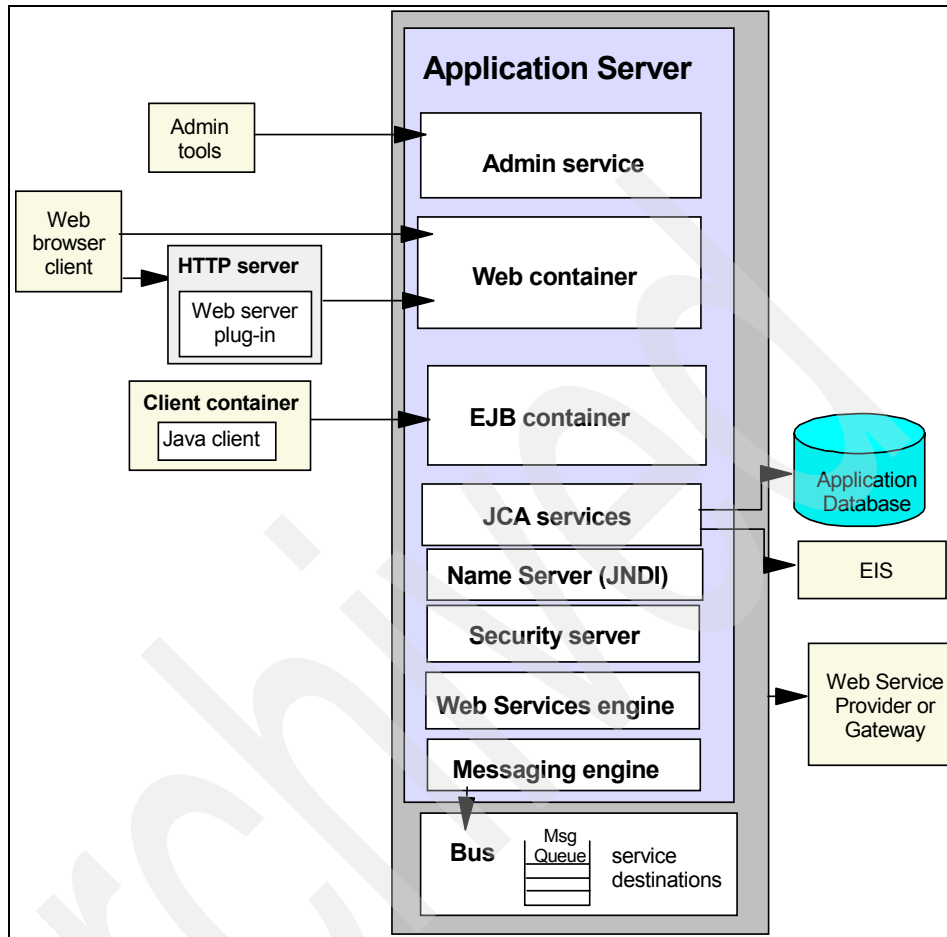 Application Server
Admin
tools
Admin service
Web
browser
client
HTTP server
Web server
plug-in
Web container
Client container
Java client
EJB container
Application
Database
JCA services
EIS
Name Server (JNDI)
Security server
Web Services engine
Web Service
Provider or
Gateway
Messaging engine
Bus
Msg
Queue
service
destinations
rchived